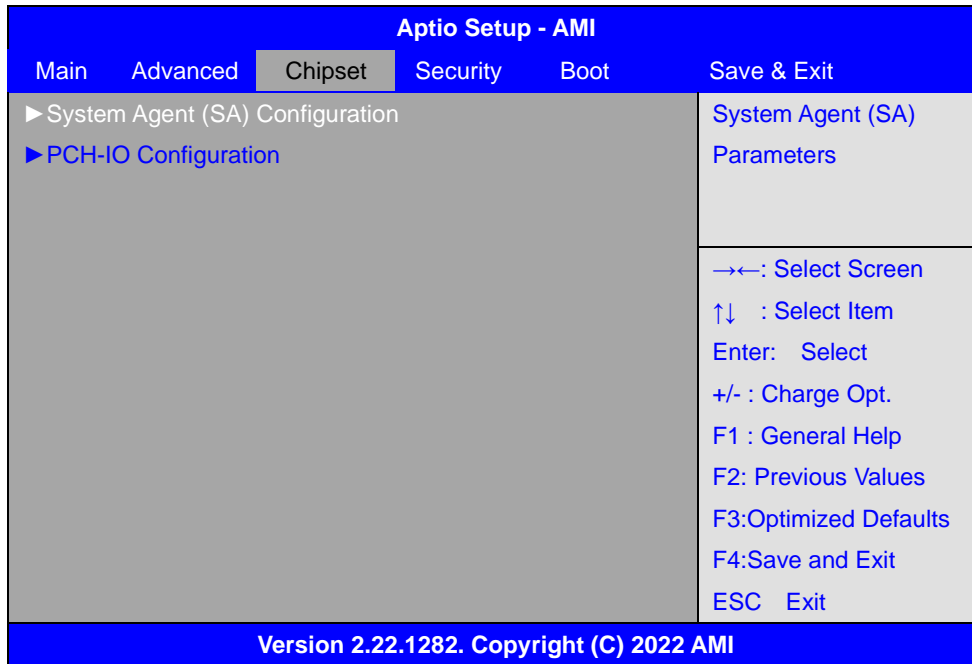 Aptio Setup - AMI
Main Advanced Chipset Security Boot Save & Exit
►System Agent (SA) Configuration
►PCH-IO Configuration
System Agent (SA)
Parameters
→←: Select Screen
↑↓ : Select Item
Enter: Select
+/- : Charge Opt.
F1 : General Help
F2: Previous Values
F3:Optimized Defaults
F4:Save and Exit
ESC Exit
Version 2.22.1282. Copyright (C) 2022 AMI